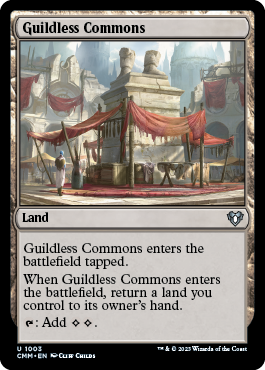 Guildless Commons
Land
Guildless Commons enters the
battlefield tapped.
When Guildless Commons enters
the battlefield, return a land you
control to its owner's hand.
: Add
U 1003
CMM • EN Cliff Childs
™ & © 2023 Wizards of the Coast